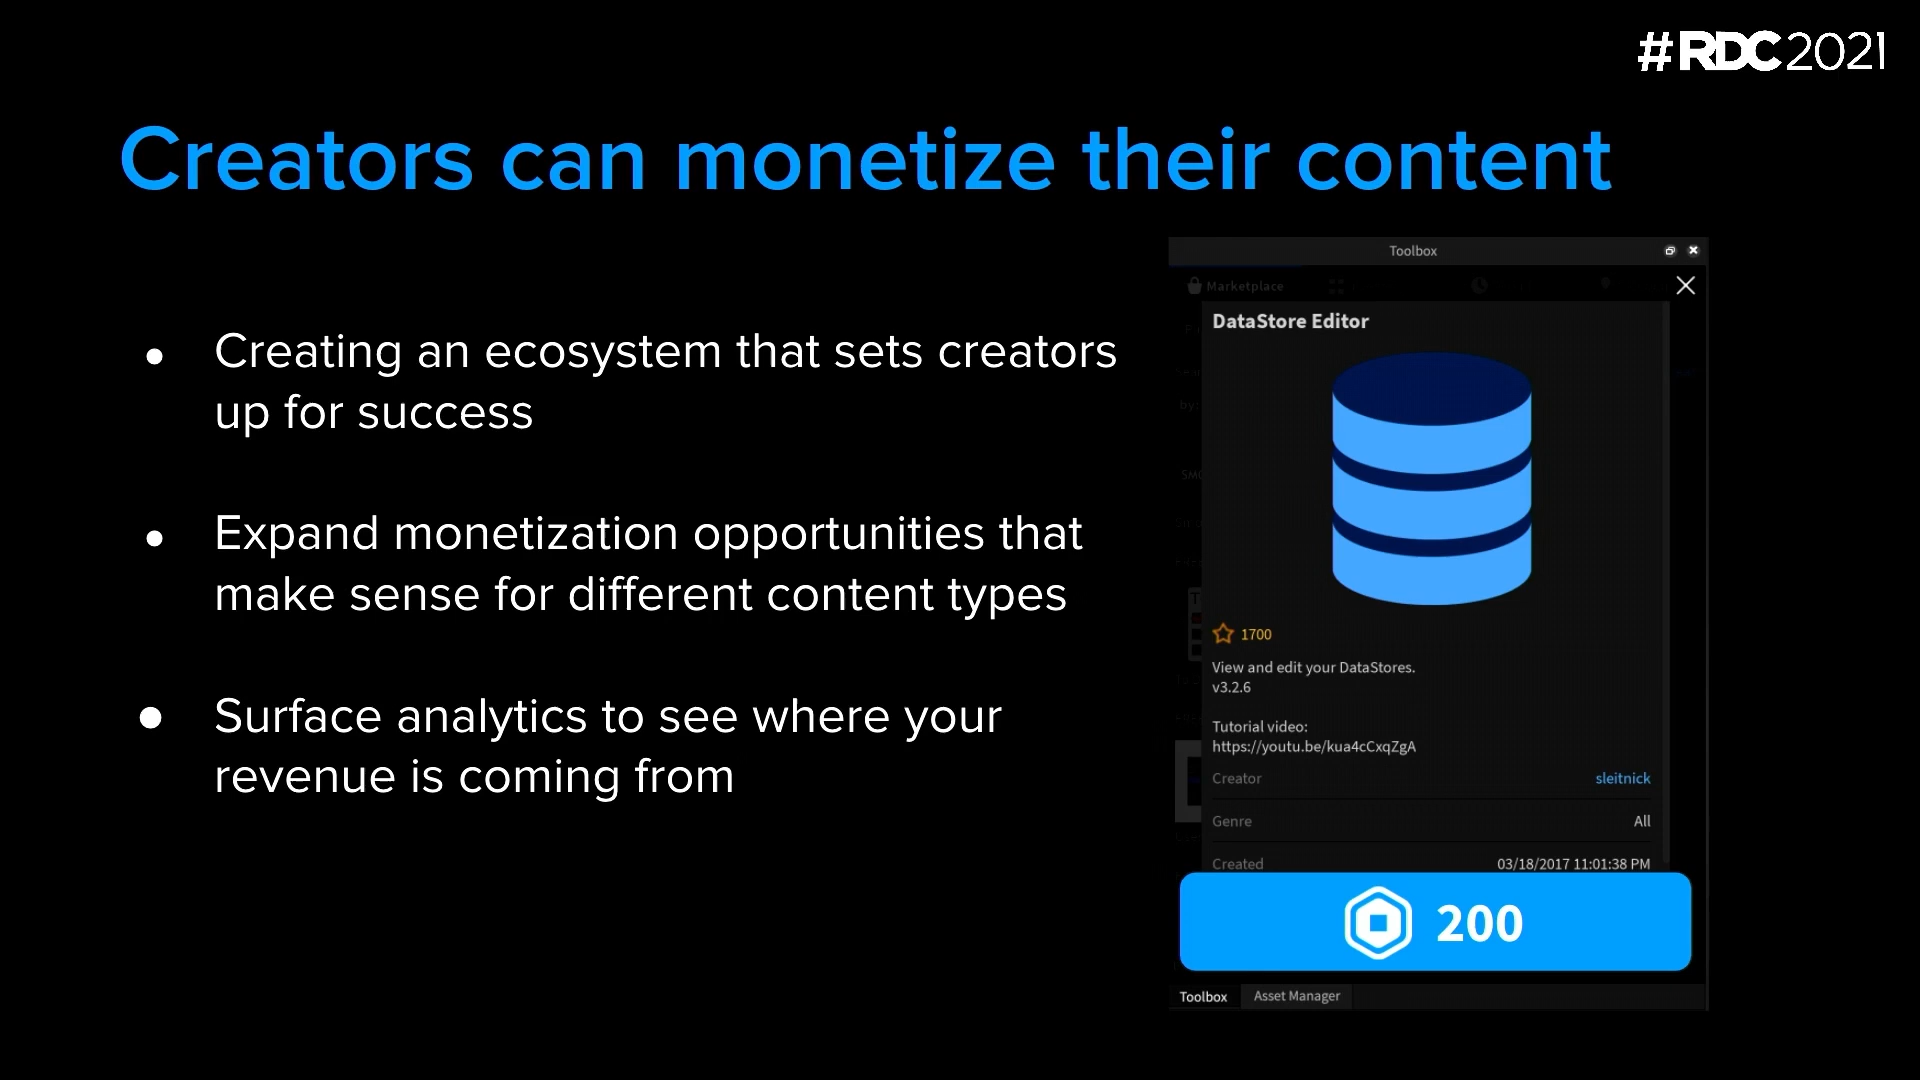 #RDC2021
Creators can monetize their content
● Creating an ecosystem that sets creators
up for success
● Expand monetization opportunities that
make sense for different content types
● Surface analytics to see where your
revenue is coming from
Toolbox
Marketplace
DataStore Editor
1700
View and edit your DataStores.
v3.2.6
Tutorial video:
https://youtu.be/kua4cCxqZgA
Creator sleitnick
Genre All
Created 03/18/2017 11:01:38 PM
200
Toolbox Asset Manager